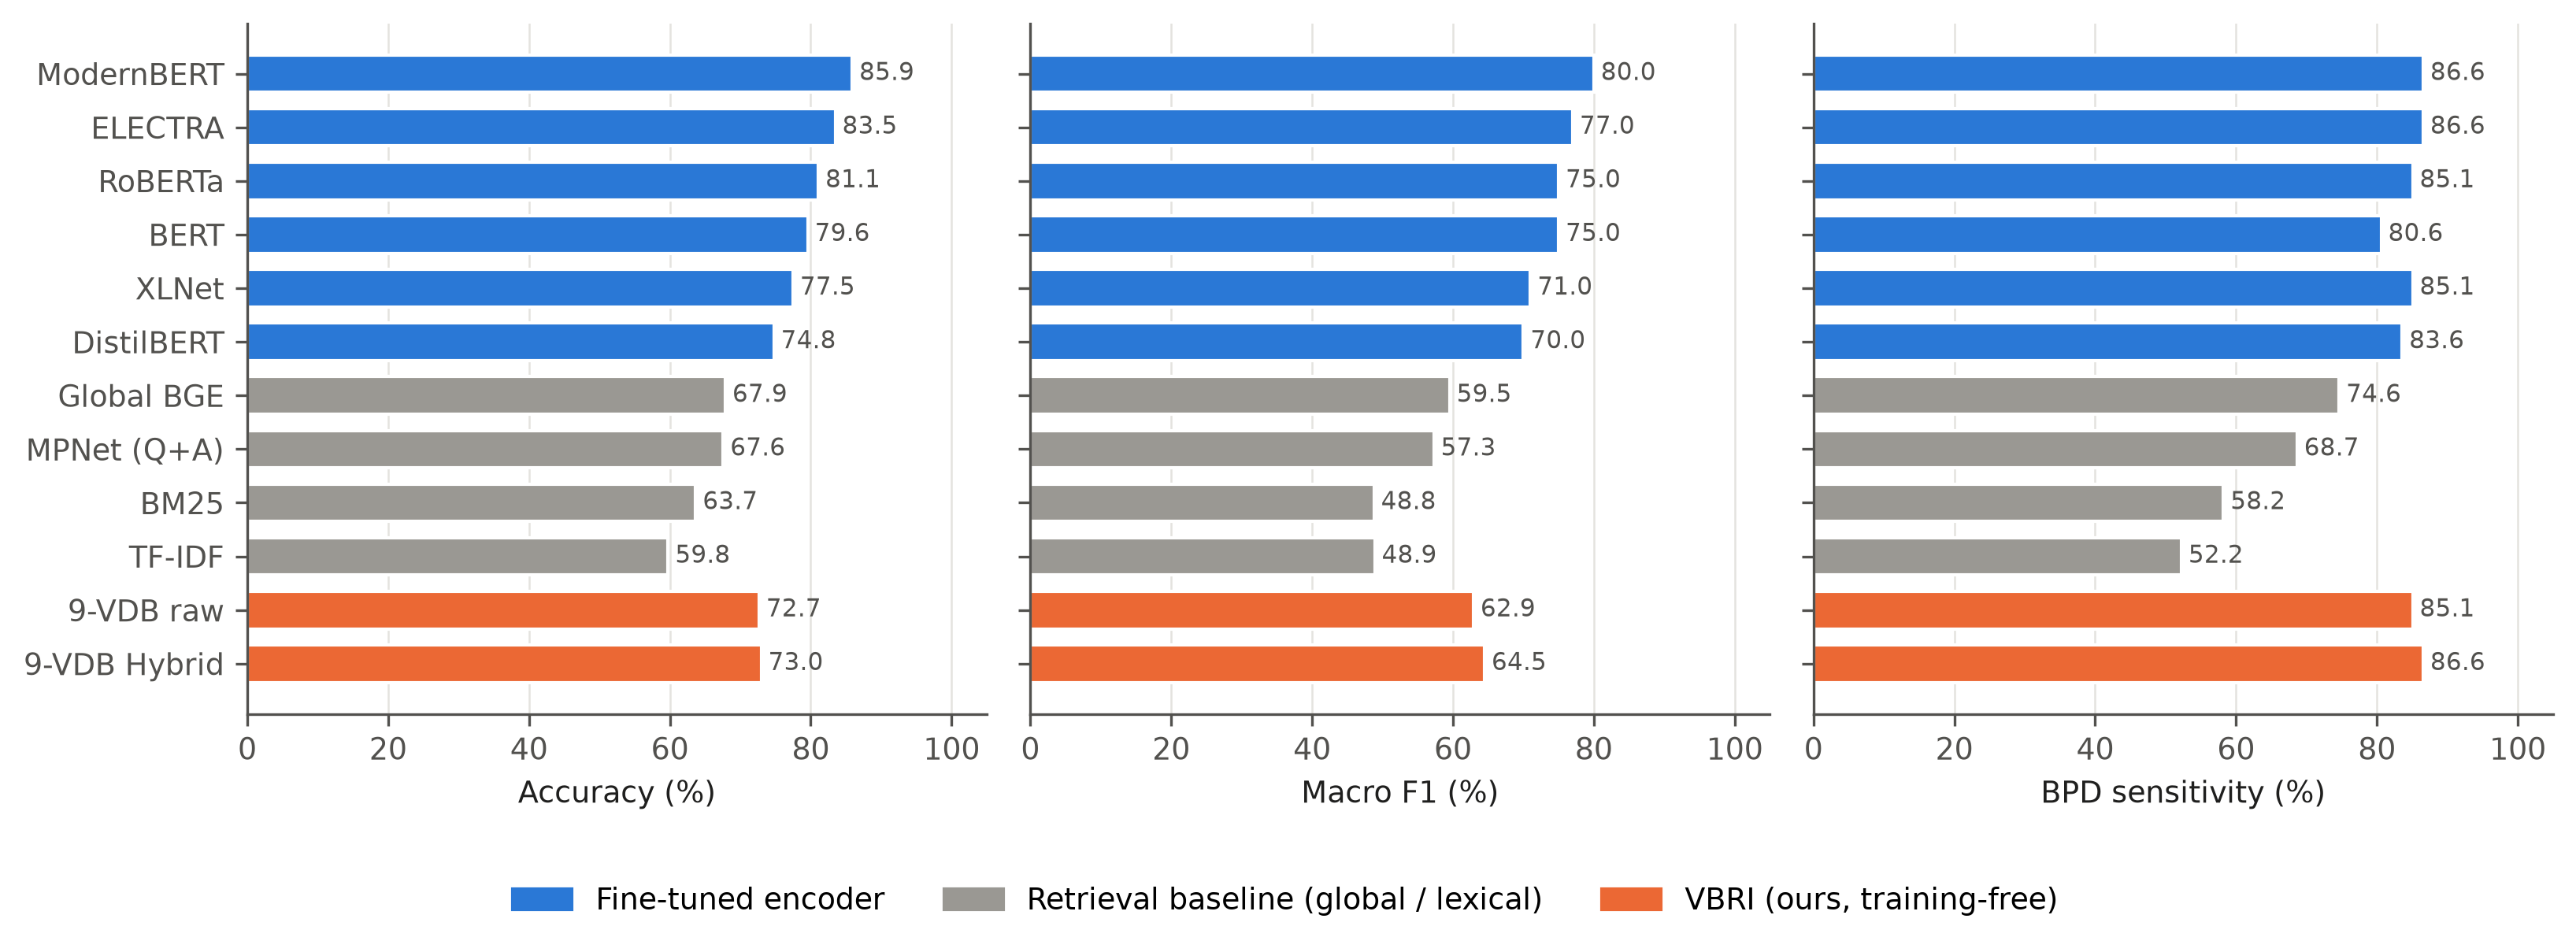 ModernBERT 85.9 80.0 86.6
ELECTRA 83.5 77.0 86.6
RoBERTa 81.1 75.0 85.1
BERT 79.6 75.0 80.6
XLNet 77.5 71.0 85.1
DistilBERT 74.8 70.0 83.6
Global BGE 67.9 59.5 74.6
MPNet (Q+A) 67.6 57.3 68.7
BM25 63.7 48.8 58.2
TF-IDF 59.8 48.9 52.2
9-VDB raw 72.7 62.9 85.1
9-VDB Hybrid 73.0 64.5 86.6
0 20 40 60 80 100 0 20 40 60 80 100 0 20 40 60 80 100
Accuracy (%) Macro F1 (%) BPD sensitivity (%)
Fine-tuned encoder Retrieval baseline (global / lexical) VBRI (ours, training-free)